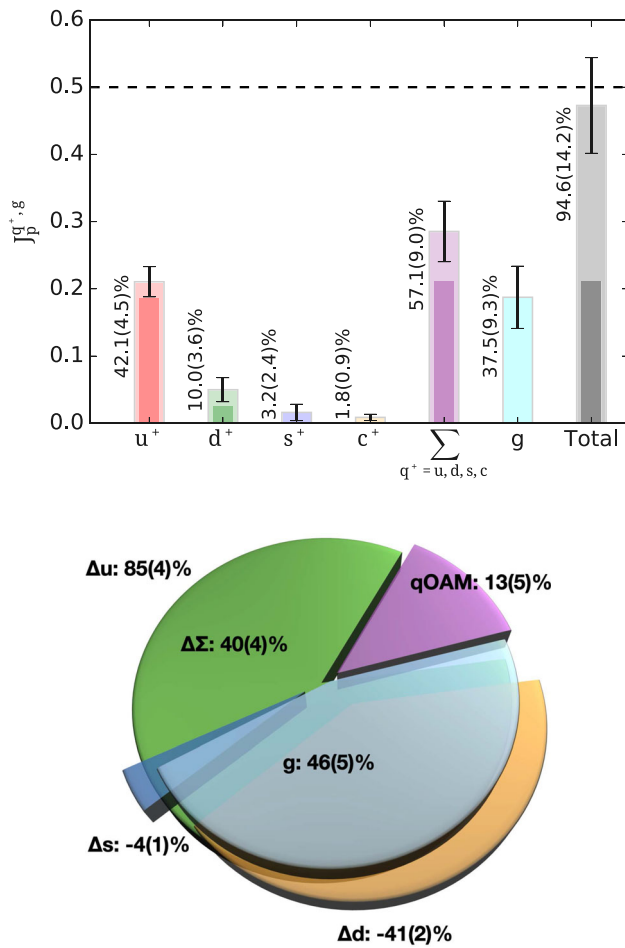 0.6
0.5
0.4
0.3
0.2
0.1
0.0
J_p^{q^+, g}
42.1(4.5)%
10.0(3.6)%
3.2(2.4)%
1.8(0.9)%
57.1(9.0)%
37.5(9.3)%
94.6(14.2)%
u⁺ d⁺ s⁺ c⁺ ∑ g Total
q⁺ = u, d, s, c
Δu: 85(4)%
qOAM: 13(5)%
ΔΣ: 40(4)%
g: 46(5)%
Δs: -4(1)%
Δd: -41(2)%